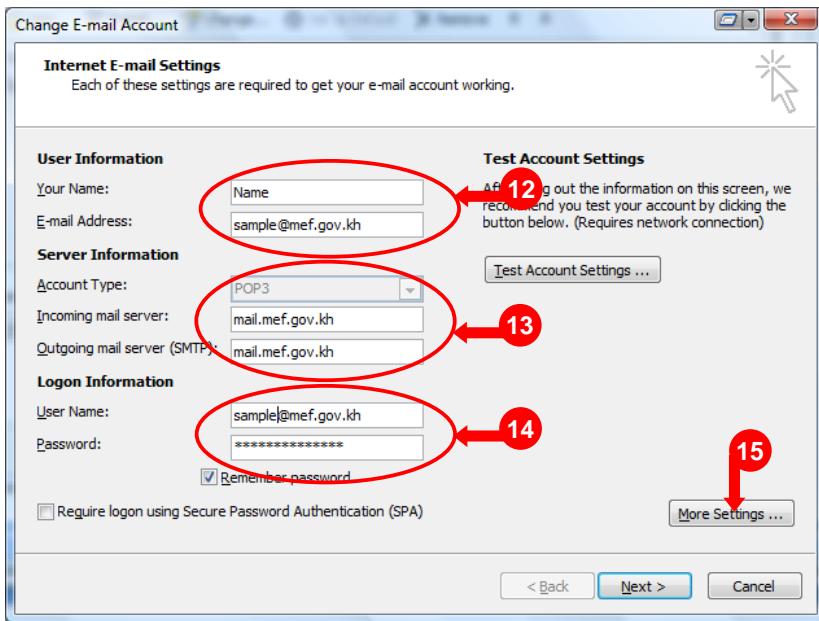 Change E-mail Account
Internet E-mail Settings
Each of these settings are required to get your e-mail account working.
User Information
Your Name:
Name
E-mail Address:
sample@mef.gov.kh
Server Information
Account Type:
POP3
Incoming mail server:
mail.mef.gov.kh
Outgoing mail server (SMTP):
mail.mef.gov.kh
Logon Information
User Name:
sample@mef.gov.kh
Password:
**************
Remember password
Require logon using Secure Password Authentication (SPA)
Test Account Settings
12
out the information on this screen, we
you test your account by clicking the
button below. (Requires network connection)
Test Account Settings ...
13
14
15
More Settings ...
< Back
Next >
Cancel